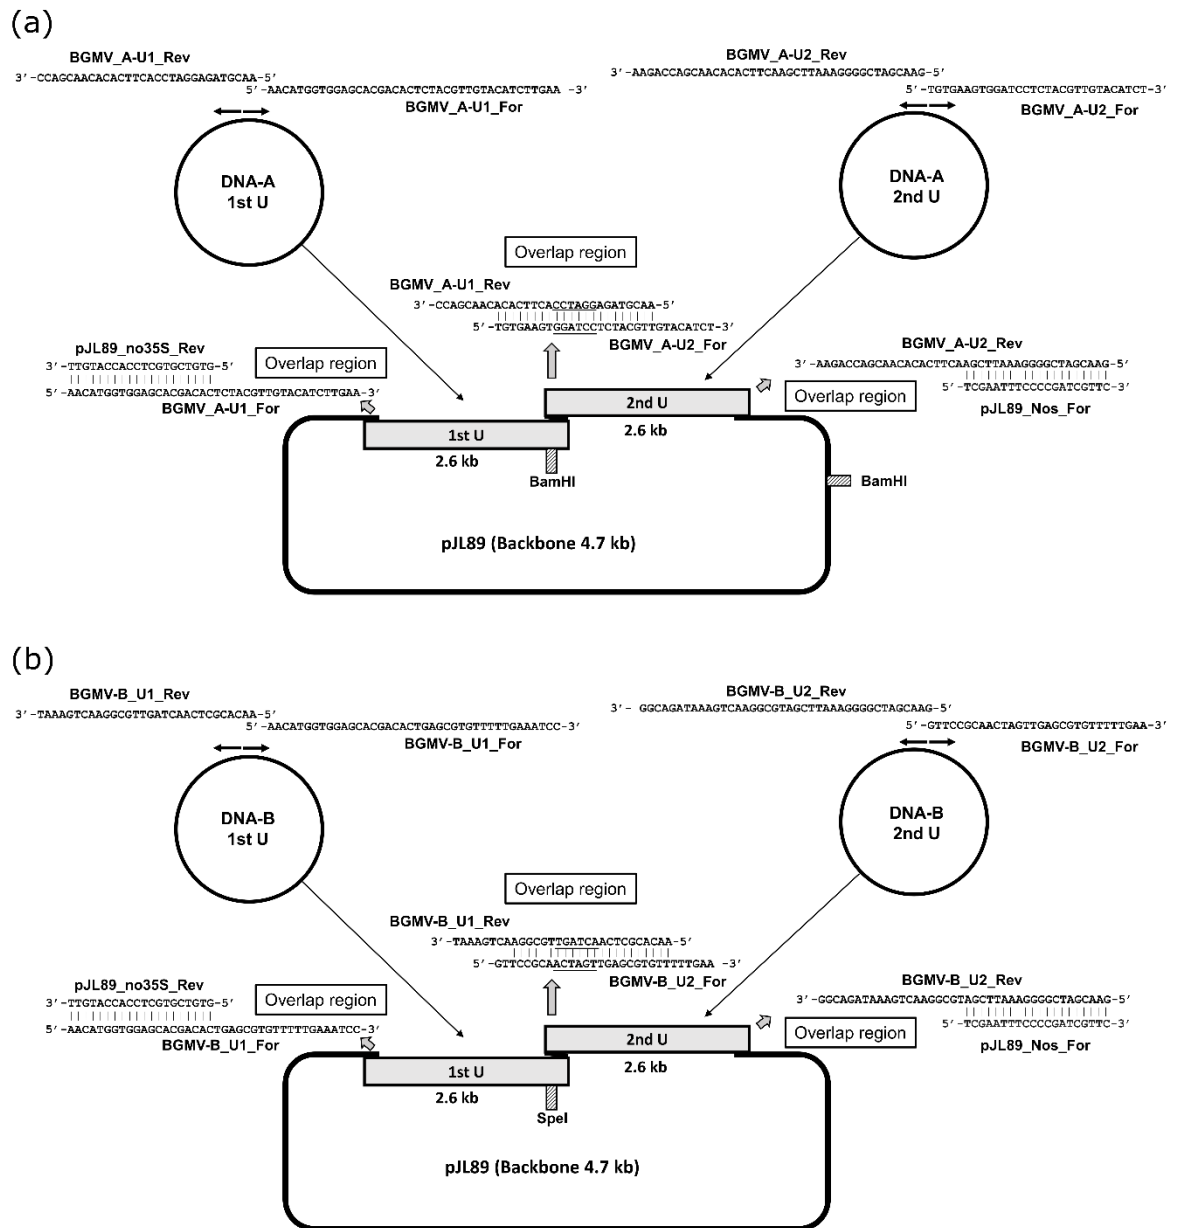 (a)
BGMV_A-U1_Rev
3′-CCAGCAACACACTTCACCTAGGAGATGCAA-5′
5′-AACATGGTGGAGCACGACACTCTCTACGTTGTACATCTTGAA -3′
BGMV_A-U1_For
BGMV_A-U2_Rev
3′-AAGACCAGCAACACACTTCAAGCTTAAAGGGGCTAGCAAG-5′
5′-TGTGAAGTGGATCCTCTACGTTGTACATCT-3′
BGMV_A-U2_For
DNA-A
1st U
DNA-A
2nd U
Overlap region
BGMV_A-U1_Rev
3′-CCAGCAACACACTTCACCTAGGAGATGCAA-5′
5′-TGTGAAGTGGATCCTCTACGTTGTACATCT-3′
BGMV_A-U2_For
pJL89_no35S_Rev
3′-TTGTACCACCTCGTGCTGTG-5′
5′-AACATGGTGGAGCACGACACTCTCTACGTTGTACATCTTGAA-3′
BGMV_A-U1_For
Overlap region
BGMV_A-U2_Rev
3′-AAGACCAGCAACACACTTCAAGCTTAAAGGGGCTAGCAAG-5′
5′-TCGAATTTCCCCGATCGTTC-3′
pJL89_Nos_For
Overlap region
1st U
2.6 kb
2nd U
2.6 kb
BamHI
BamHI
pJL89 (Backbone 4.7 kb)
(b)
BGMV-B_U1_Rev
3′-TAAAGTCAAGGCGTTGATCAACTCGCACAA-5′
5′-AACATGGTGGAGCACGACACTGAGCGTGTTTTTGAAATCC-3′
BGMV-B_U1_For
BGMV-B_U2_Rev
3′- GGCAGATAAAGTCAAGGCGTAGCTTAAAGGGGCTAGCAAG-5′
5′-GTTCCGCAACTAGTTGAGCGTGTTTTTGAA-3′
BGMV-B_U2_For
DNA-B
1st U
DNA-B
2nd U
Overlap region
BGMV-B_U1_Rev
3′-TAAAGTCAAGGCGTTGATCAACTCGCACAA-5′
5′-GTTCCGCAACTAGTTGAGCGTGTTTTTGAA -3′
BGMV-B_U2_For
pJL89_no35S_Rev
3′-TTGTACCACCTCGTGCTGTG-5′
5′-AACATGGTGGAGCACGACACTGAGCGTGTTTTTGAAATCC-3′
BGMV-B_U1_For
Overlap region
BGMV-B_U2_Rev
3′-GGCAGATAAAGTCAAGGCGTAGCTTAAAGGGGCTAGCAAG-5′
5′-TCGAATTTCCCCGATCGTTC-3′
pJL89_Nos_For
Overlap region
1st U
2.6 kb
2nd U
2.6 kb
SpeI
pJL89 (Backbone 4.7 kb)